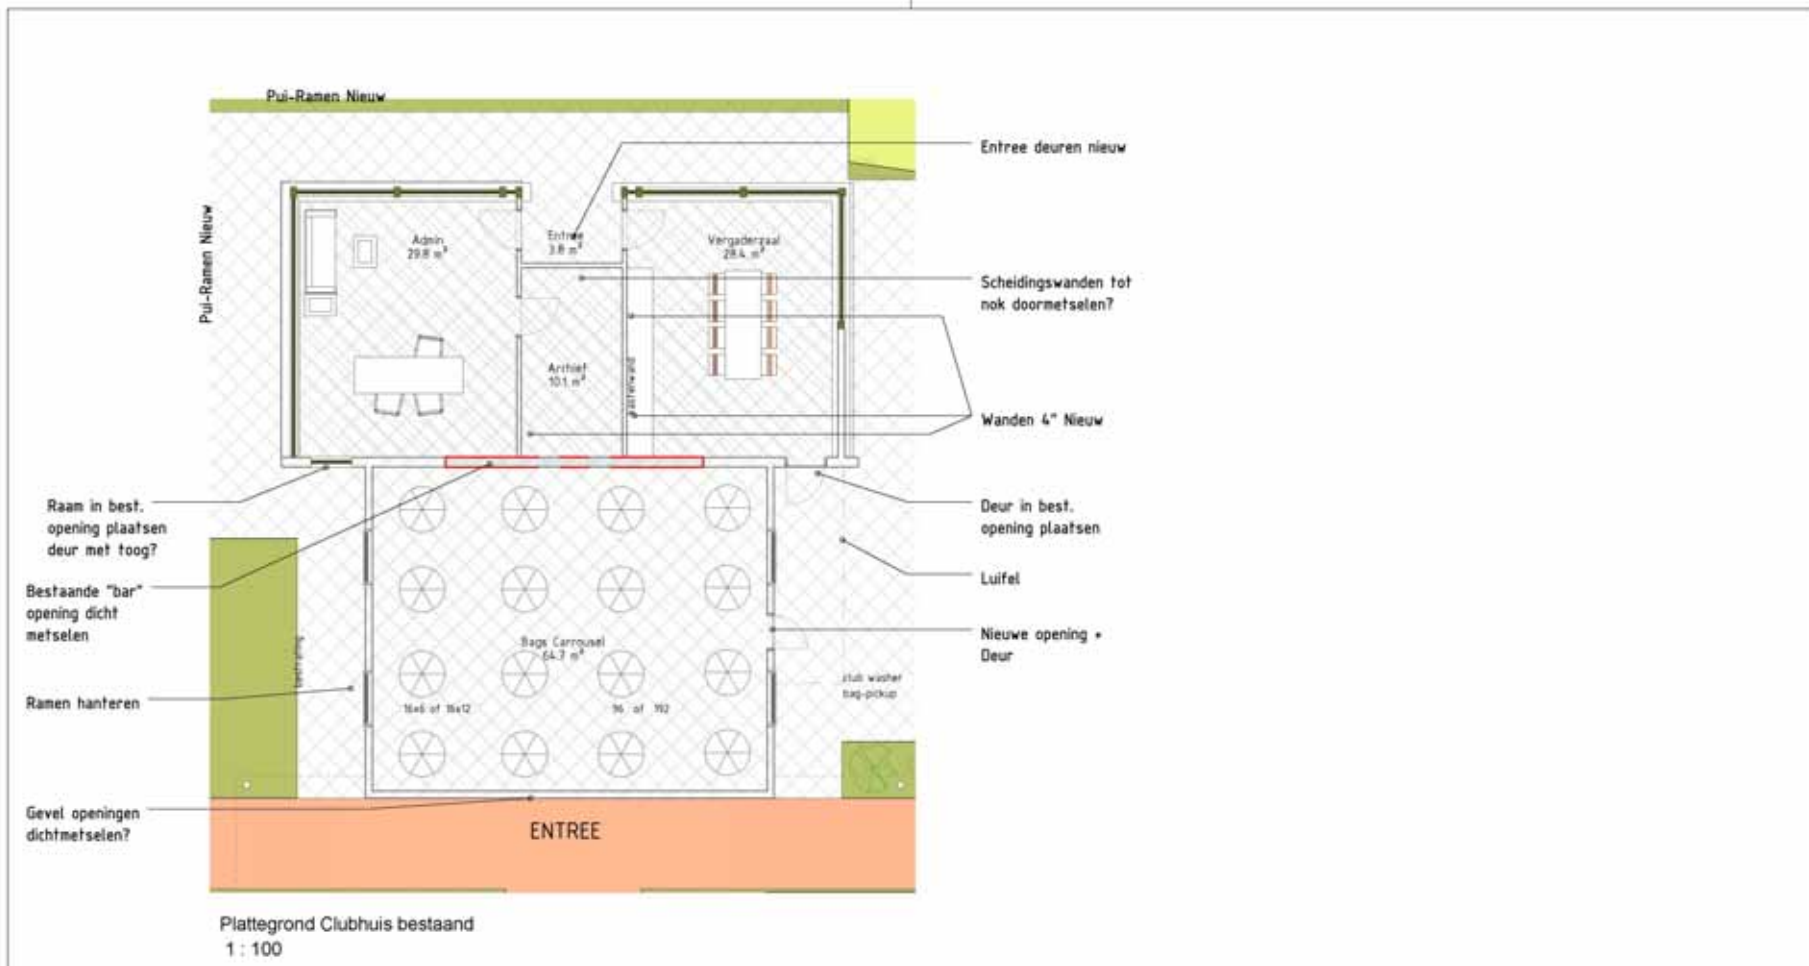 Pui-Ramen Nieuw
Entree deuren nieuw
Pui-Ramen Nieuw
Admin
29.8 m²
Entree
3.8 m²
Vergaderzaal
28.4 m²
Scheidingswanden tot
nok doormetselen?
Archief
10.1 m²
kastenwand
Wanden 4" Nieuw
Raam in best.
opening plaatsen
deur met toog?
Deur in best.
opening plaatsen
Luifel
Bestaande "bar"
opening dicht
metselen
Nieuwe opening +
Deur
Bags Carrousel
64.7 m²
bestrating
club washer
bag-pickup
Ramen hanteren
16x6 of 16x12
96 of 192
Gevel openingen
dichtmetselen?
ENTREE
Plattegrond Clubhuis bestaand
1 : 100